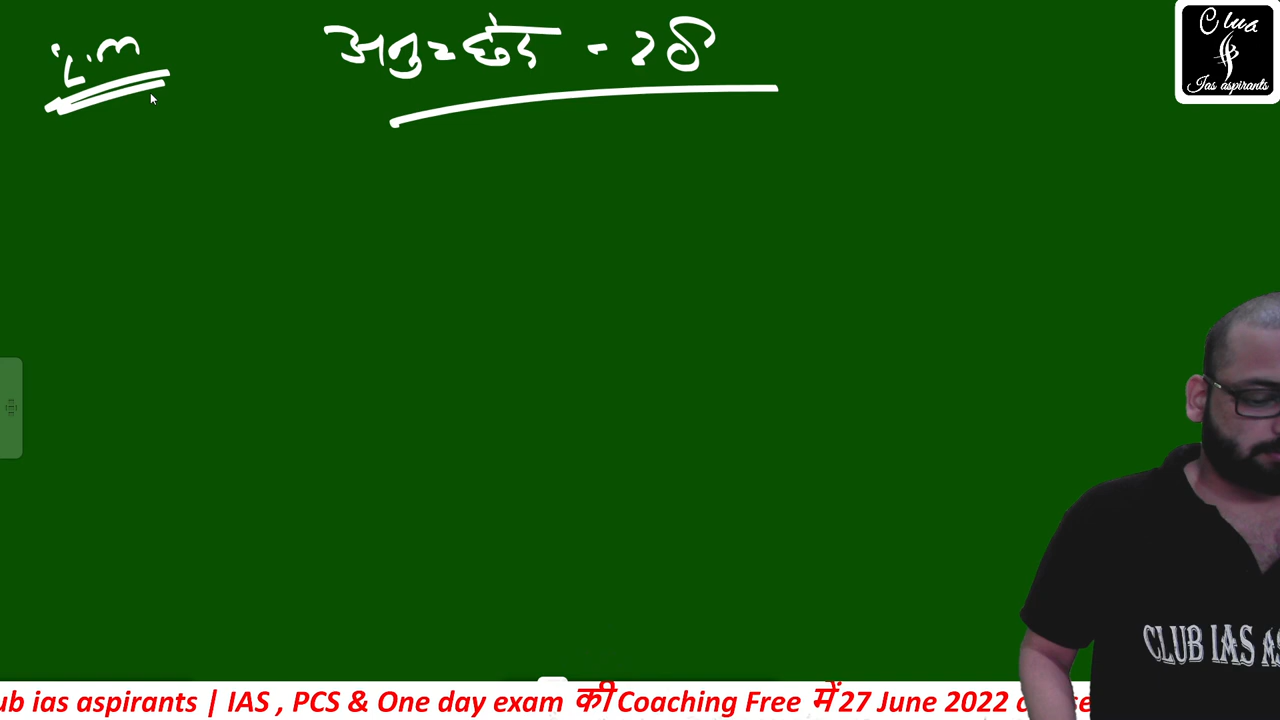 अनुच्छेद -
Club
Ias aspirants
CLUB IAS AS
ub ias aspirants | IAS , PCS & One day exam की Coaching Free में 27 June 2022